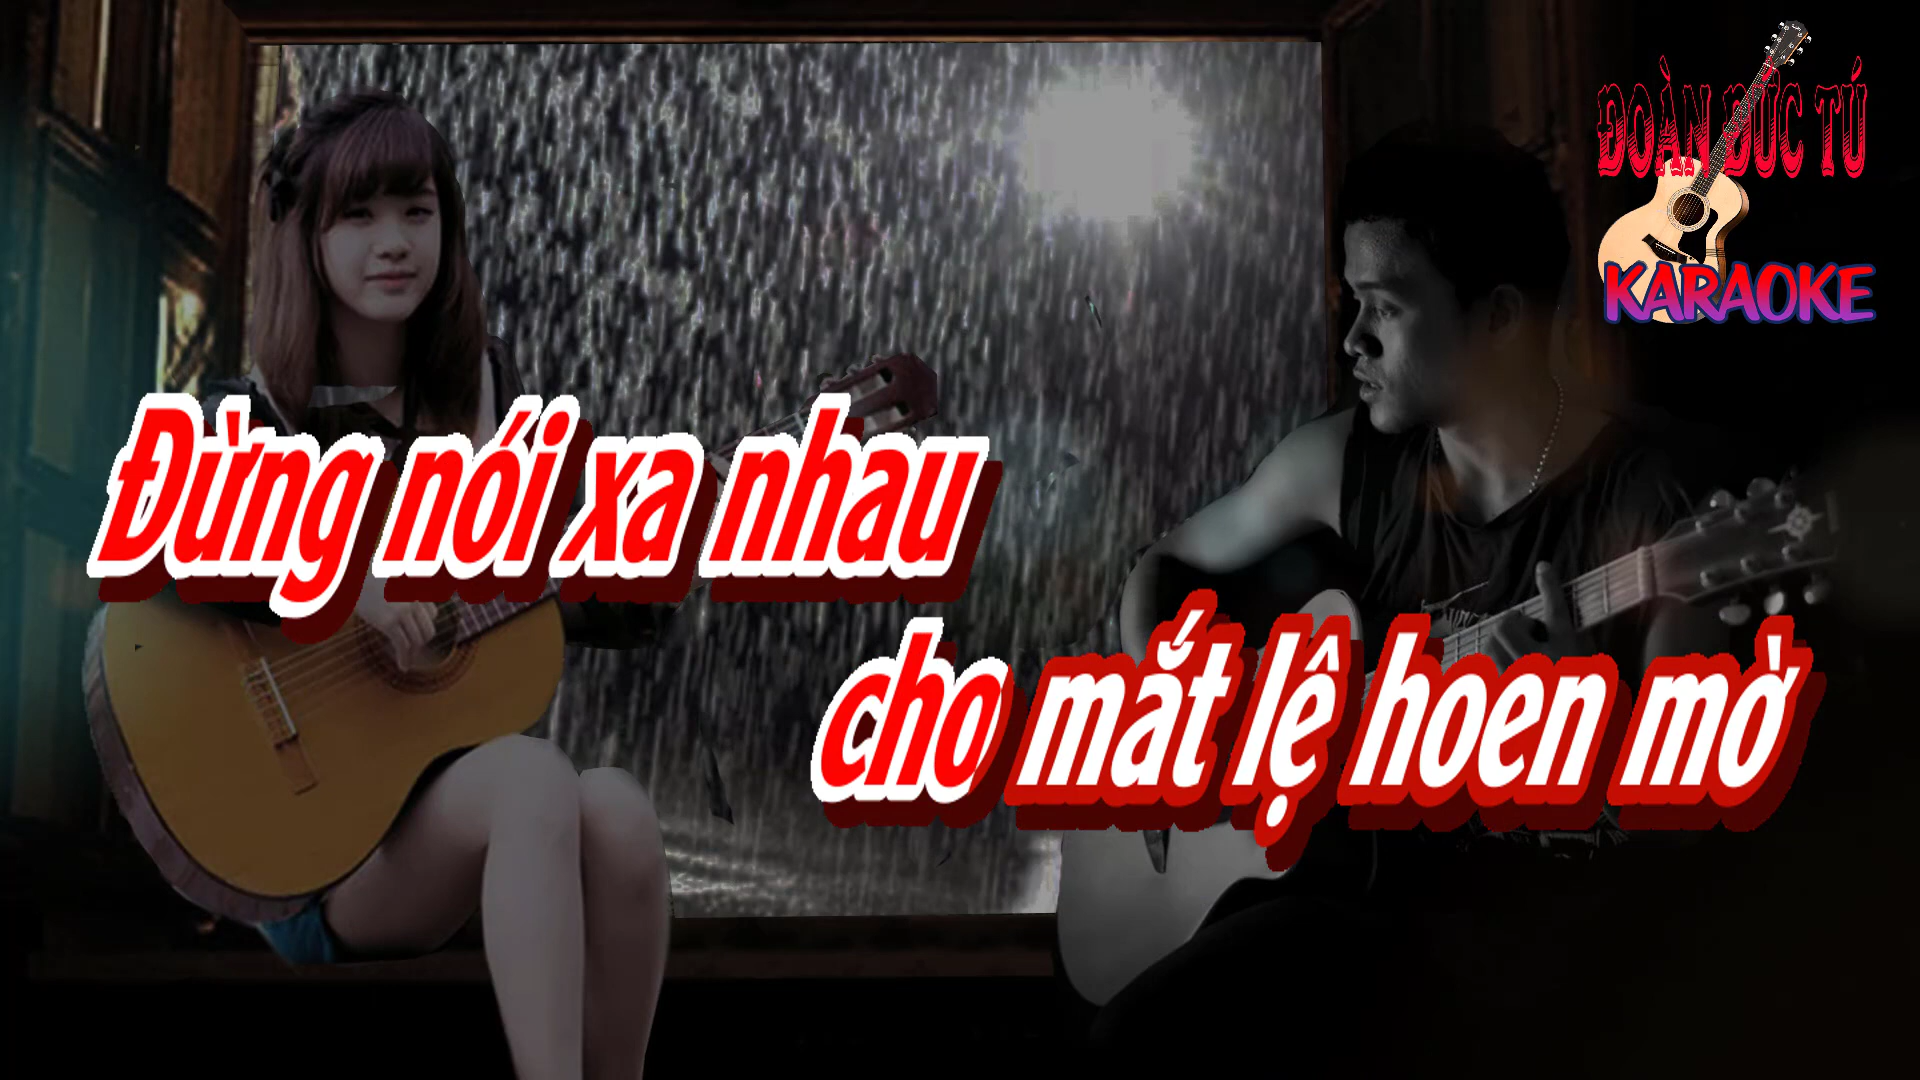 ĐOÀN ĐỨC TÚ
KARAOKE
Đừng nói xa nhau
cho mắt lệ hoen mờ